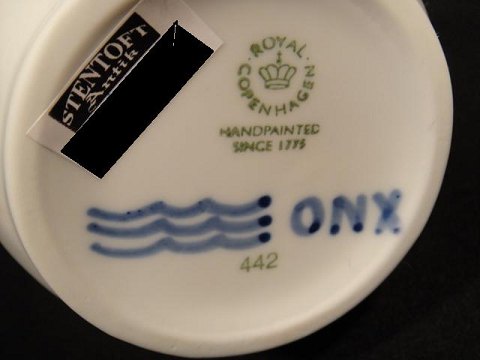 STENTOFT
Antik
ROYAL
COPENHAGEN
HANDPAINTED
SINCE 1775
ONX
442